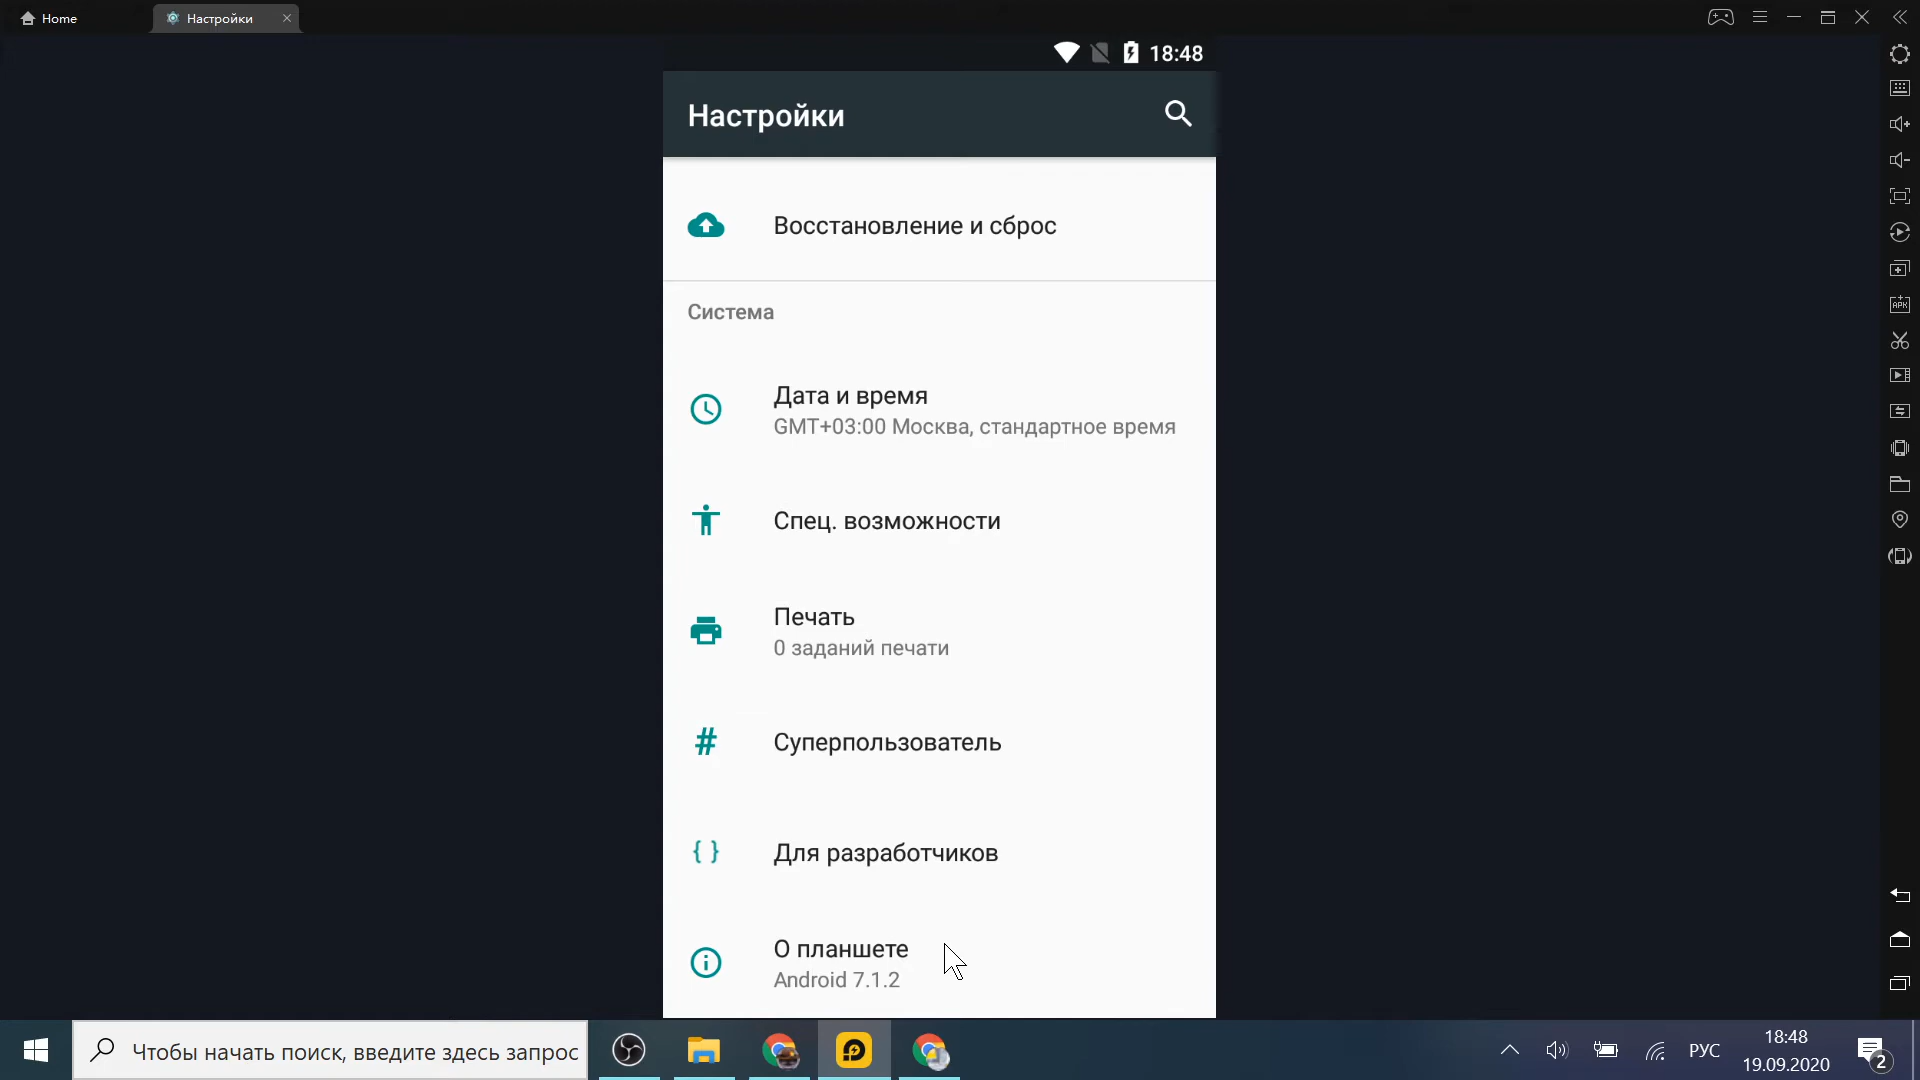 Home
Настройки
18:48
Настройки
Восстановление и сброс
Система
Дата и время
GMT+03:00 Москва, стандартное время
Спец. возможности
Печать
0 заданий печати
#
Суперпользователь
{ }
Для разработчиков
О планшете
Android 7.1.2
APK
Чтобы начать поиск, введите здесь запрос
РУС
18:48
19.09.2020
2